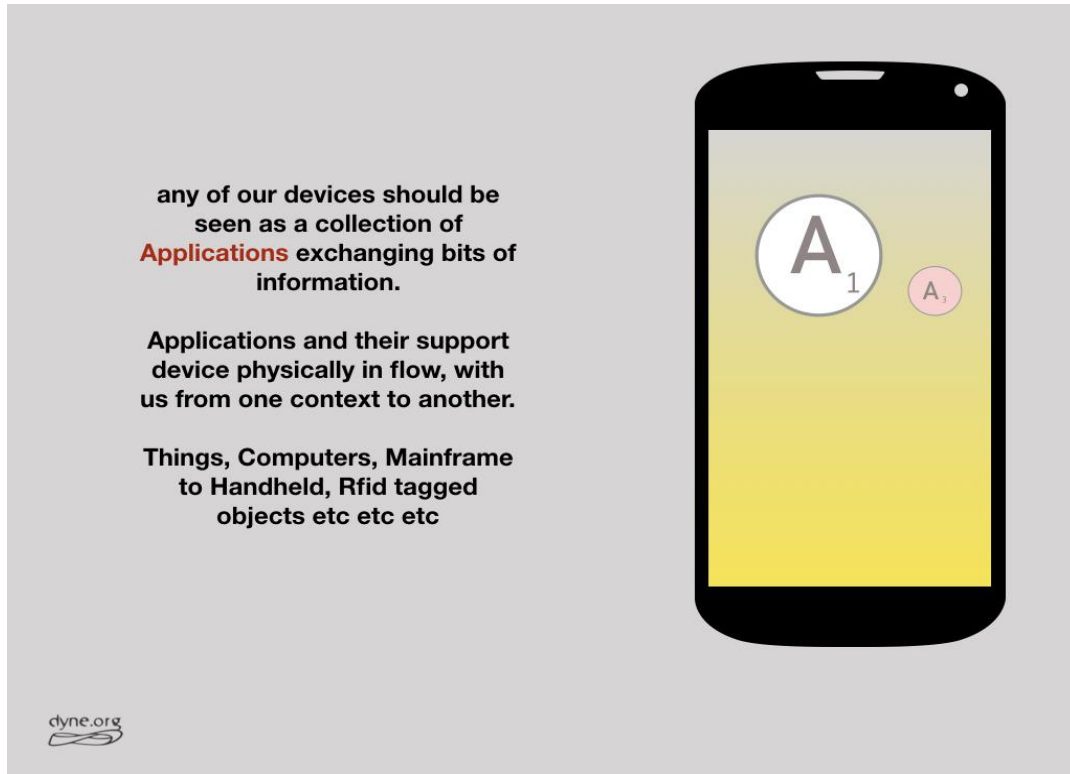 any of our devices should be
seen as a collection of
Applications exchanging bits of
information.
Applications and their support
device physically in flow, with
us from one context to another.
Things, Computers, Mainframe
to Handheld, Rfid tagged
objects etc etc etc
A1
A3
dyne.org